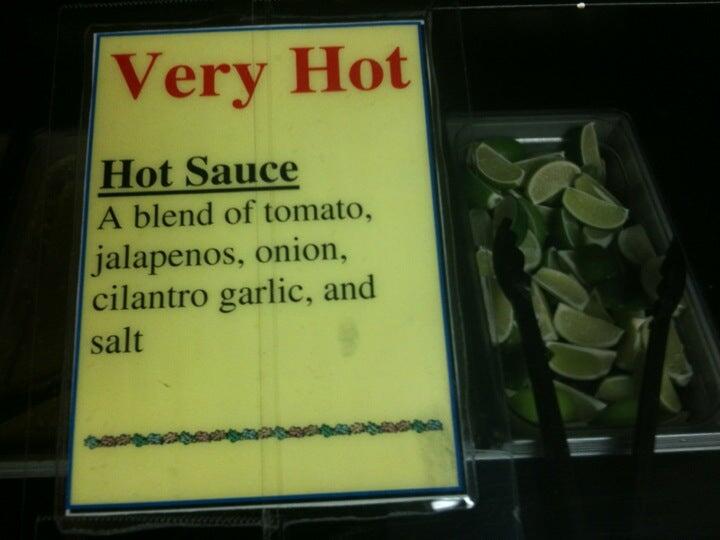 Very Hot
Hot Sauce
A blend of tomato,
jalapenos, onion,
cilantro garlic, and
salt